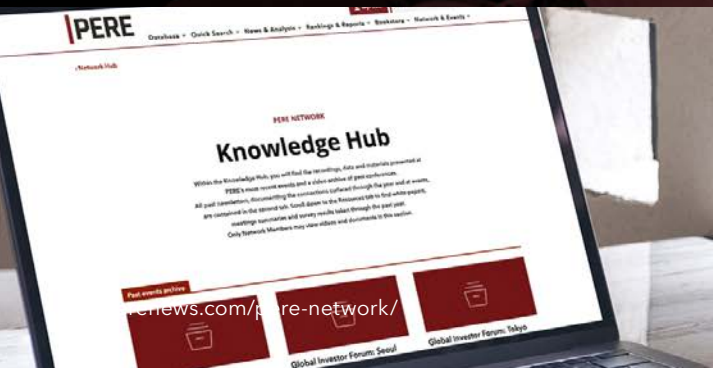 PERE
Database Quick Search News & Analysis Rankings & Reports Bookstore Network & Events
‹ Network Hub
PERE NETWORK
Knowledge Hub
Within the Knowledge Hub, you will find the recordings, data and materials presented at
PERE's most recent events and a video archive of past conferences.
All past newsletters, documenting the connections surfaced through the year and at events,
are contained in the second tab. Scroll down to the Resources tab to find white papers,
meetings summaries and survey results taken through the past year.
Only Network Members may view videos and documents in this section.
Past events archive
enews.com/pere-network/
Global Investor Forum: Seoul
Global Investor Forum: Tokyo